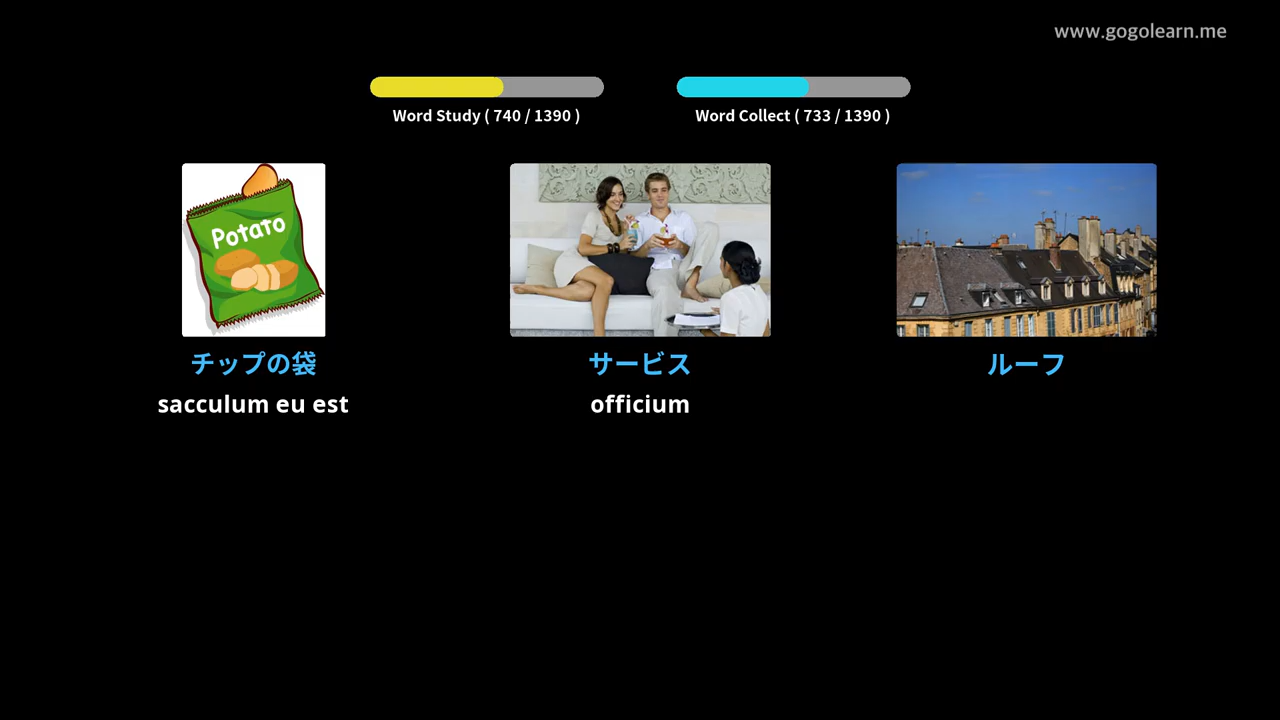 www.gogolearn.me
Word Study ( 740 / 1390 )
Word Collect ( 733 / 1390 )
Potato
チップの袋
サービス
ルーフ
sacculum eu est
officium